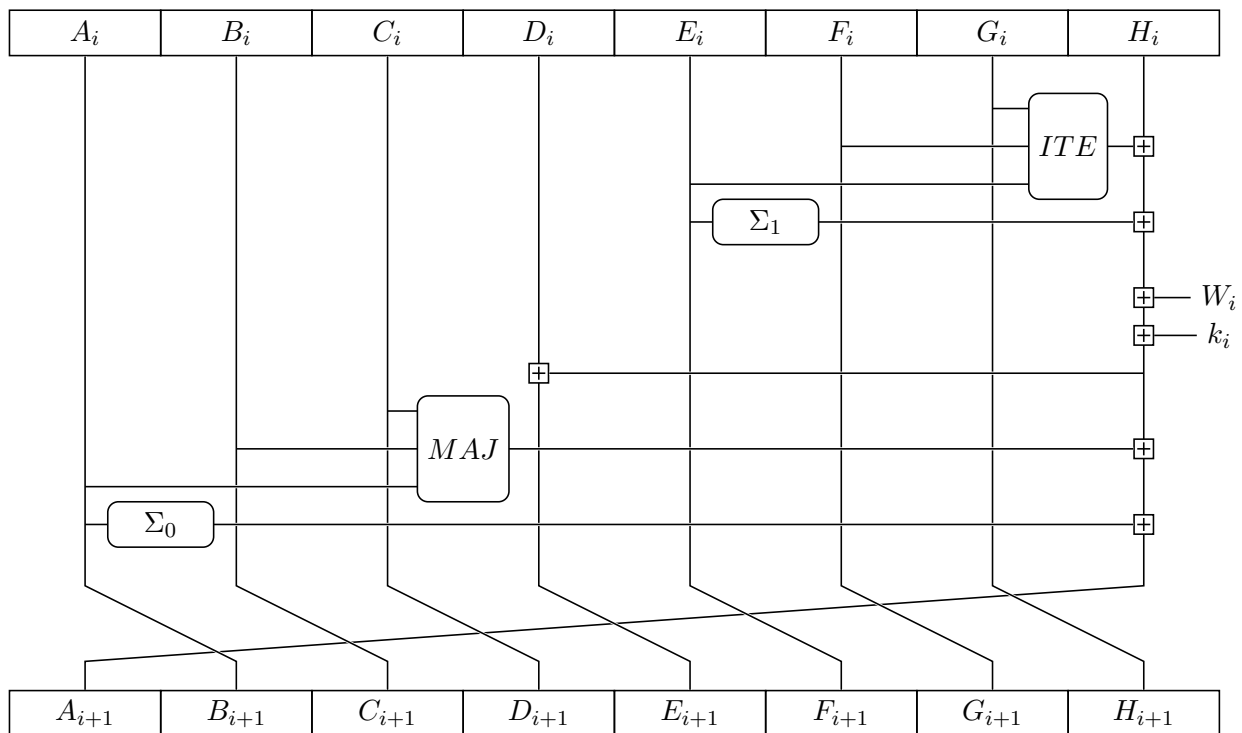 A_i B_i C_i D_i E_i F_i G_i H_i
ITE
Σ_1
W_i
k_i
MAJ
Σ_0
A_{i+1} B_{i+1} C_{i+1} D_{i+1} E_{i+1} F_{i+1} G_{i+1} H_{i+1}